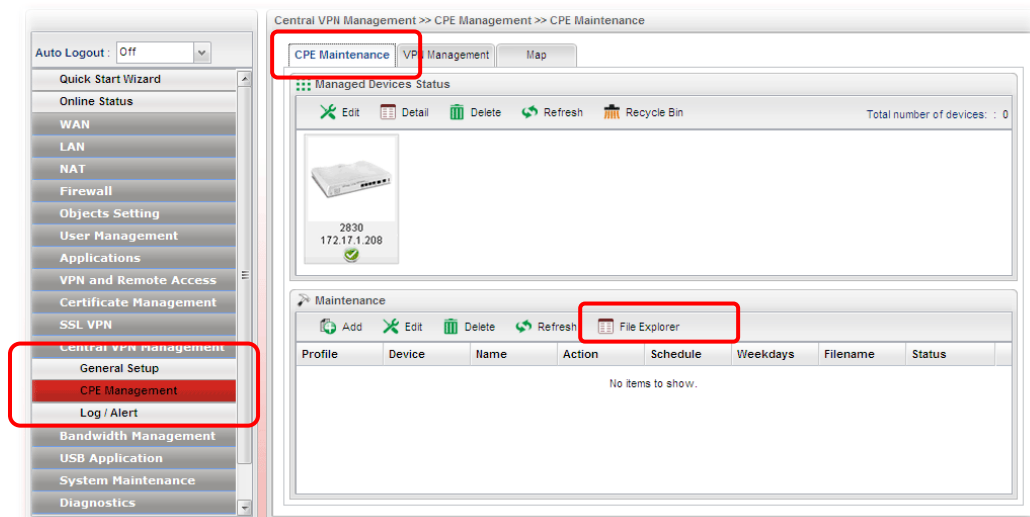 Central VPN Management >> CPE Management >> CPE Maintenance
Auto Logout : Off
Quick Start Wizard
Online Status
WAN
LAN
NAT
Firewall
Objects Setting
User Management
Applications
VPN and Remote Access
Certificate Management
SSL VPN
Central VPN Management
General Setup
CPE Management
Log / Alert
Bandwidth Management
USB Application
System Maintenance
Diagnostics
CPE Maintenance VPN Management Map
Managed Devices Status
Edit Detail Delete Refresh Recycle Bin Total number of devices: : 0
2830
172.17.1.208
Maintenance
Add Edit Delete Refresh File Explorer
Profile Device Name Action Schedule Weekdays Filename Status
No items to show.